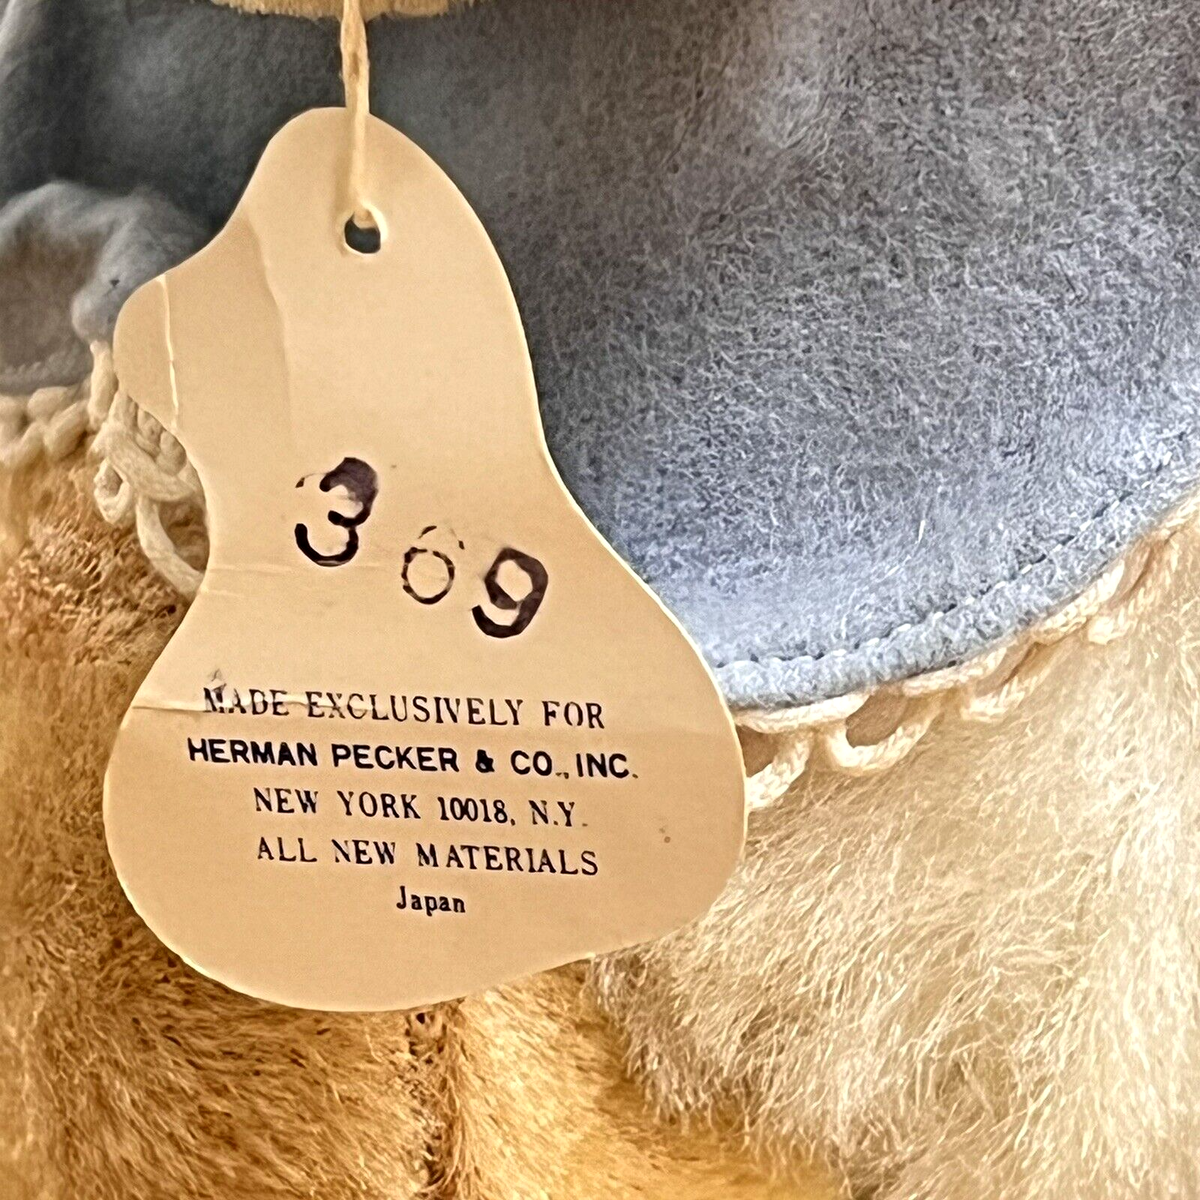 369
MADE EXCLUSIVELY FOR
HERMAN PECKER & CO., INC.
NEW YORK 10018, N.Y.
ALL NEW MATERIALS
Japan